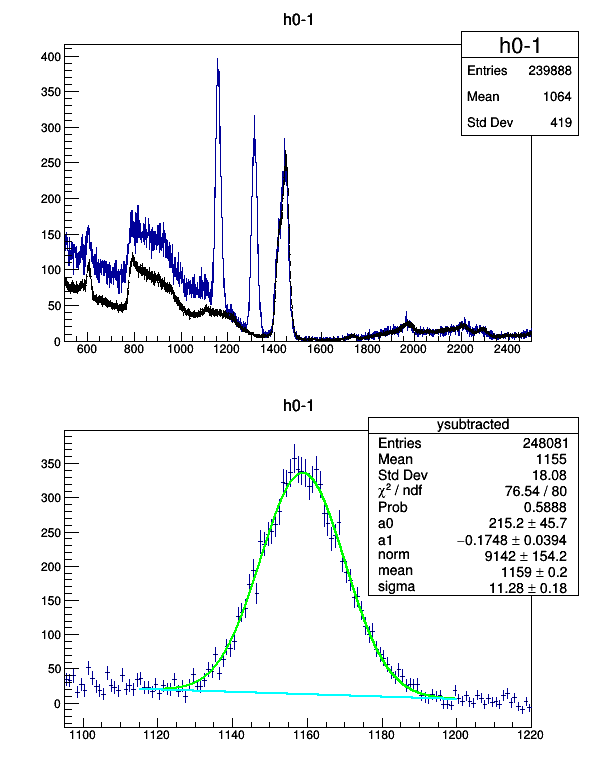 h0-1
h0-1
Entries 239888
Mean 1064
Std Dev 419
400
350
300
250
200
150
100
50
0
600 800 1000 1200 1400 1600 1800 2000 2200 2400
h0-1
ysubtracted
Entries 248081
Mean 1155
Std Dev 18.08
χ² / ndf 76.54 / 80
Prob 0.5888
a0 215.2 ± 45.7
a1 −0.1748 ± 0.0394
norm 9142 ± 154.2
mean 1159 ± 0.2
sigma 11.28 ± 0.18
350
300
250
200
150
100
50
0
1100 1120 1140 1160 1180 1200 1220